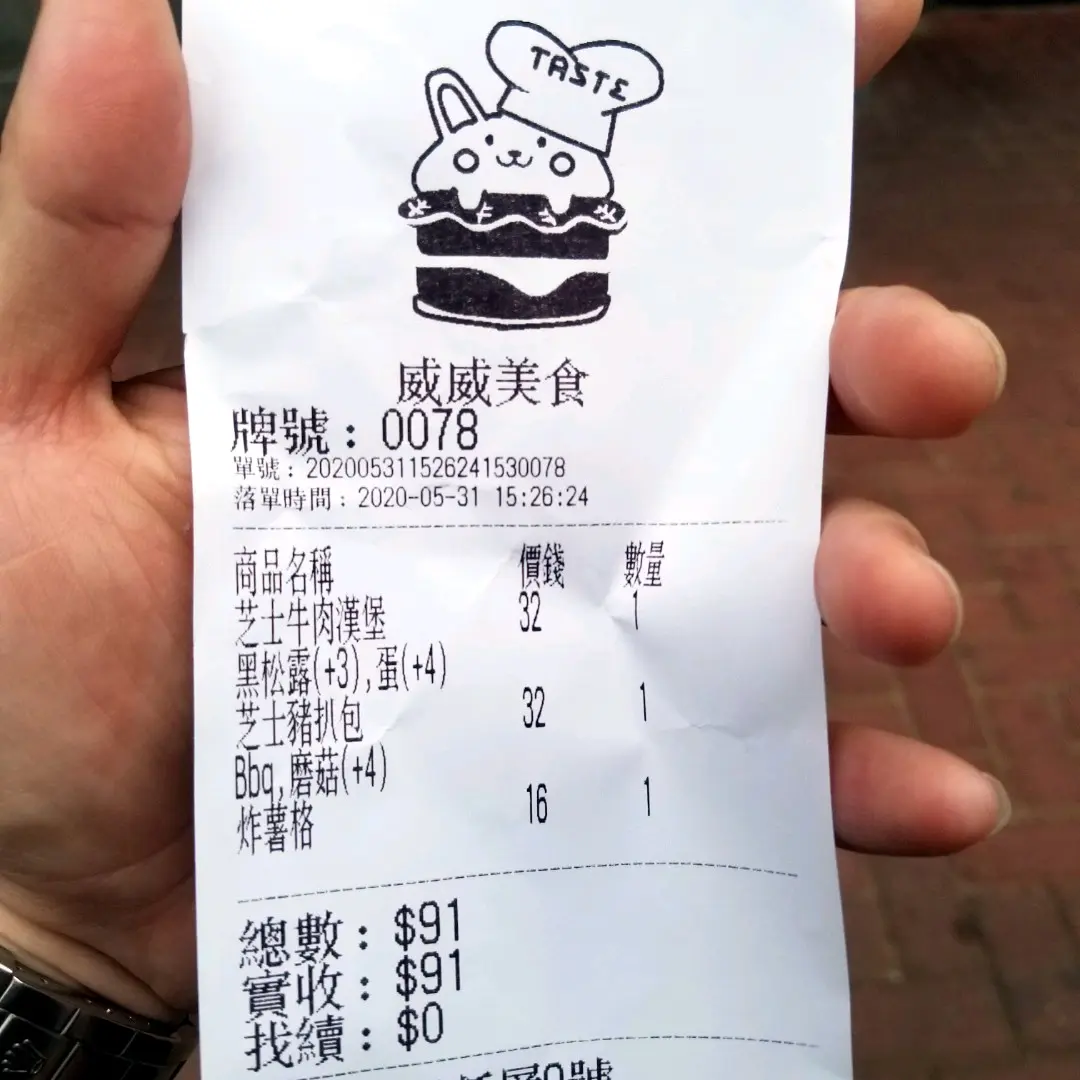 TASTE
威威美食
牌號：0078
單號：202005311526241530078
落單時間：2020-05-31 15:26:24
商品名稱 價錢 數量
芝士牛肉漢堡 32 1
黑松露(+3),蛋(+4)
芝士豬扒包 32 1
Bbq,磨菇(+4)
炸薯格 16 1
總數：$91
實收：$91
找續：$0